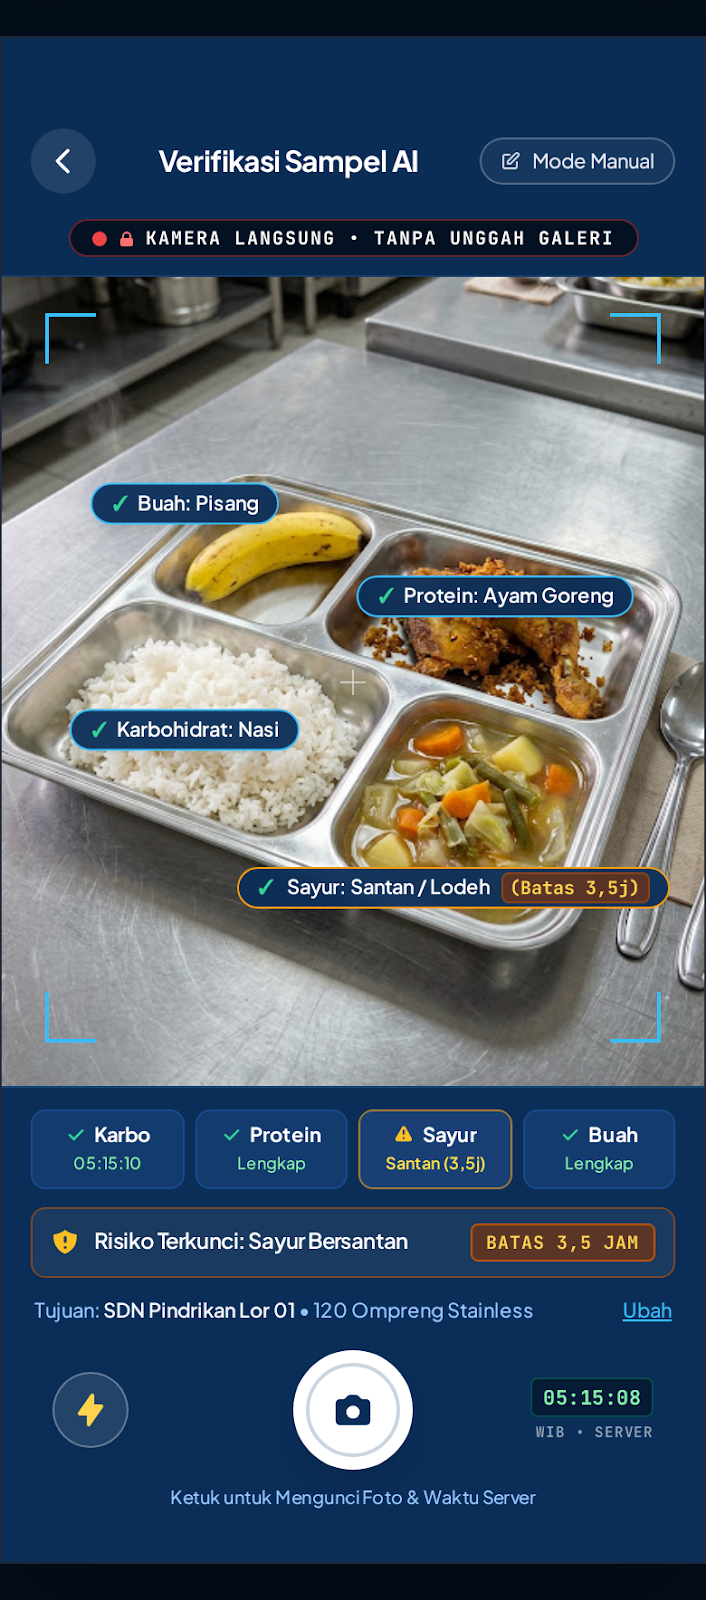 Verifikasi Sampel AI
Mode Manual
KAMERA LANGSUNG • TANPA UNGGAH GALERI
✓ Buah: Pisang
✓ Protein: Ayam Goreng
✓ Karbohidrat: Nasi
✓ Sayur: Santan / Lodeh (Batas 3,5j)
✓ Karbo
05:15:10
✓ Protein
Lengkap
Sayur
Santan (3,5j)
✓ Buah
Lengkap
Risiko Terkunci: Sayur Bersantan
BATAS 3,5 JAM
Tujuan: SDN Pindrikan Lor 01 • 120 Ompreng Stainless
Ubah
05:15:08
WIB • SERVER
Ketuk untuk Mengunci Foto & Waktu Server